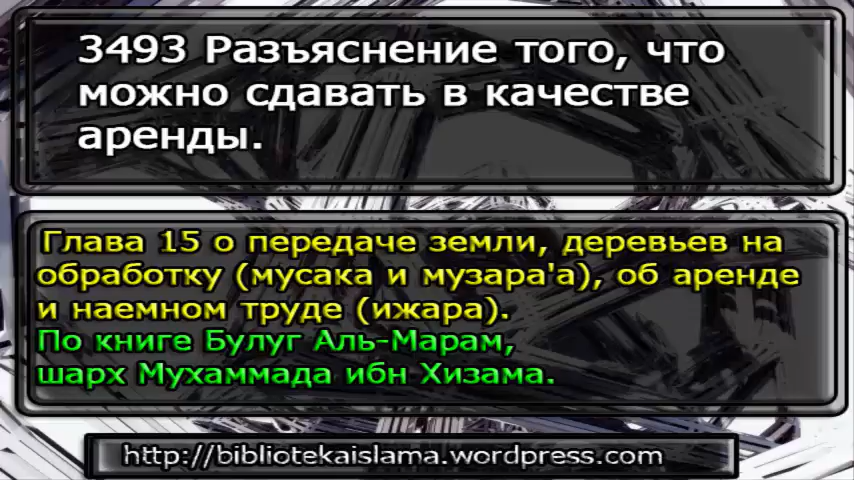 3493 Разъяснение того, что
можно сдавать в качестве
аренды.
Глава 15 о передаче земли, деревьев на
обработку (мусака и музара'а), об аренде
и наемном труде (ижара).
По книге Булуг Аль-Марам,
шарх Мухаммада ибн Хизама.
http://bibliotekaislama.wordpress.com